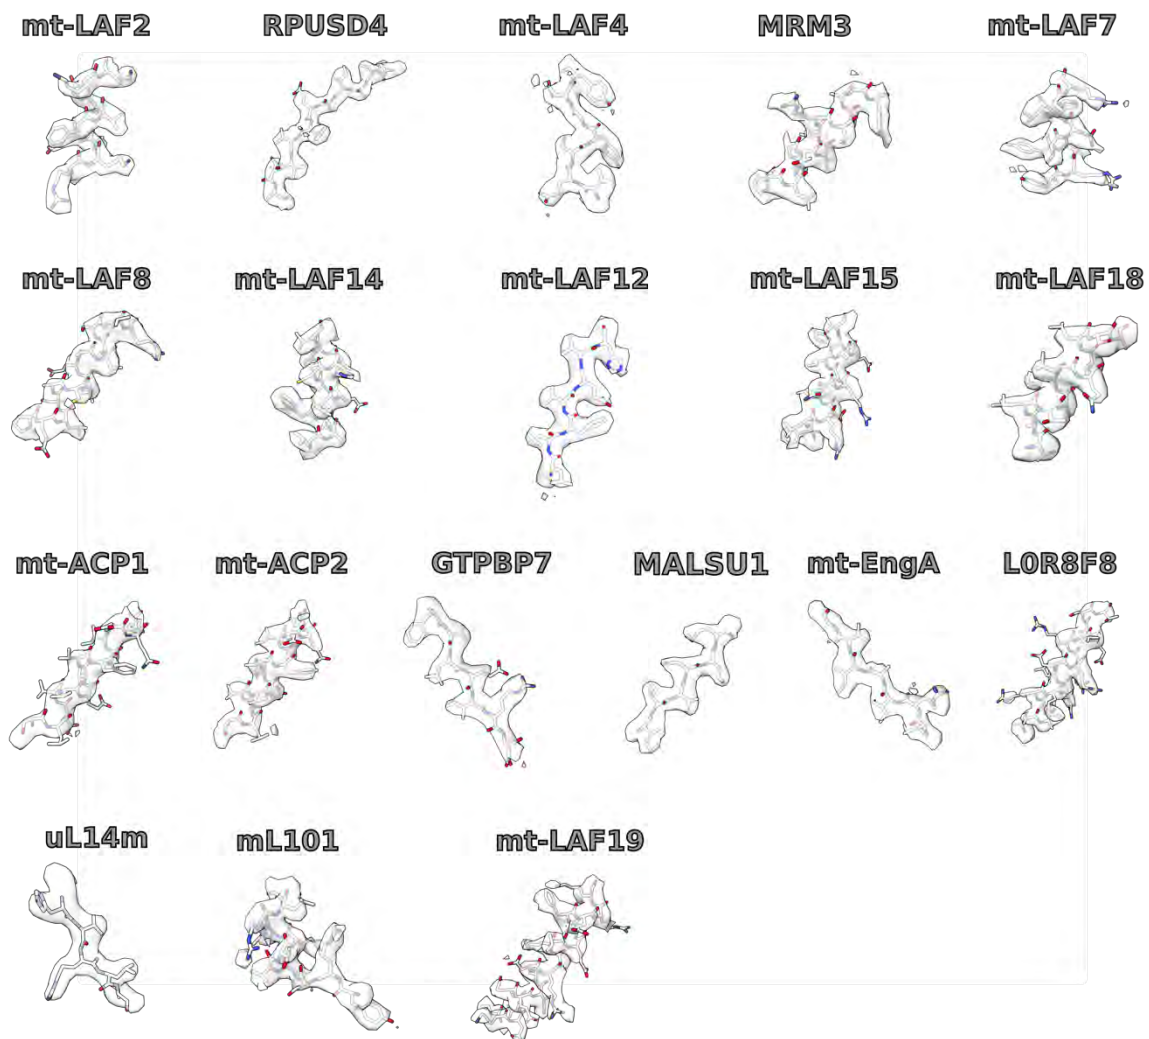 mt-LAF2 RPUSD4 mt-LAF4 MRM3 mt-LAF7
mt-LAF8 mt-LAF14 mt-LAF12 mt-LAF15 mt-LAF18
mt-ACP1 mt-ACP2 GTPBP7 MALSU1 mt-EngA L0R8F8
uL14m mL101 mt-LAF19